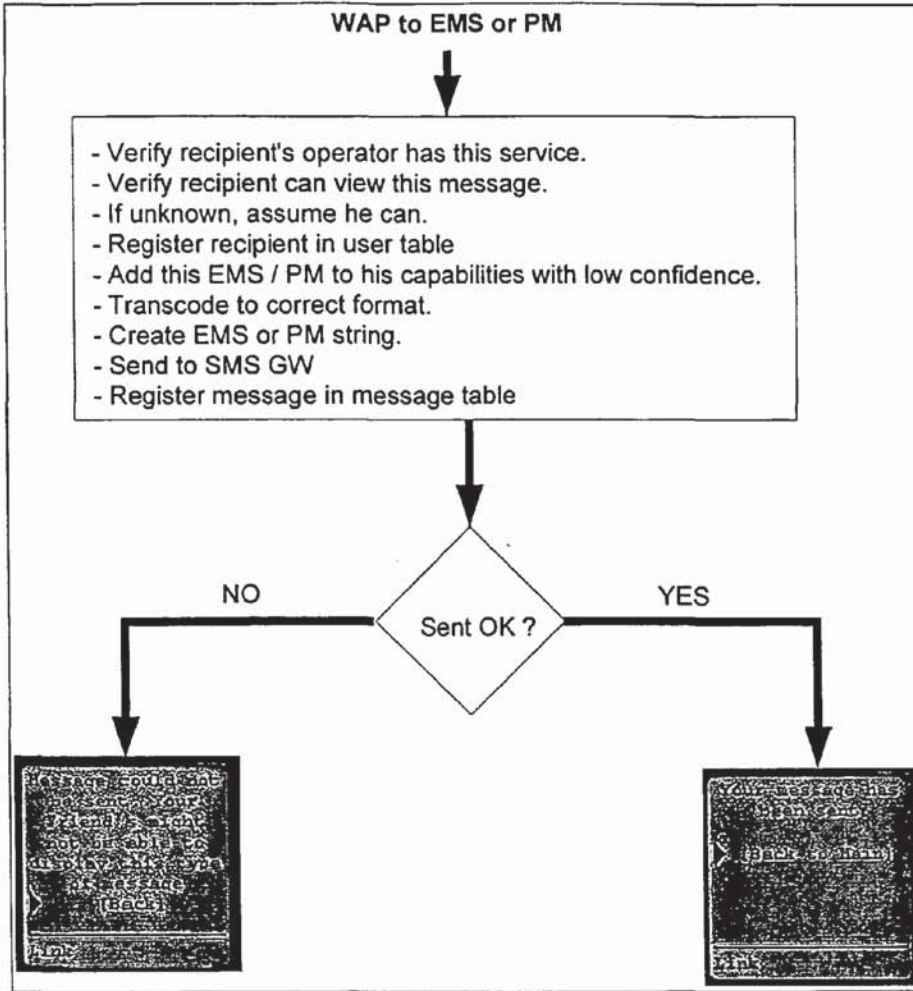 WAP to EMS or PM
- Verify recipient's operator has this service.
- Verify recipient can view this message.
- If unknown, assume he can.
- Register recipient in user table
- Add this EMS / PM to his capabilities with low confidence.
- Transcode to correct format.
- Create EMS or PM string.
- Send to SMS GW
- Register message in message table
Sent OK ?
NO
YES
Message could not
be sent. Your
friend's might
not be able to
display this type
of message
[Back]
Link
Your message has
been sent.
[Back to Main]
Link